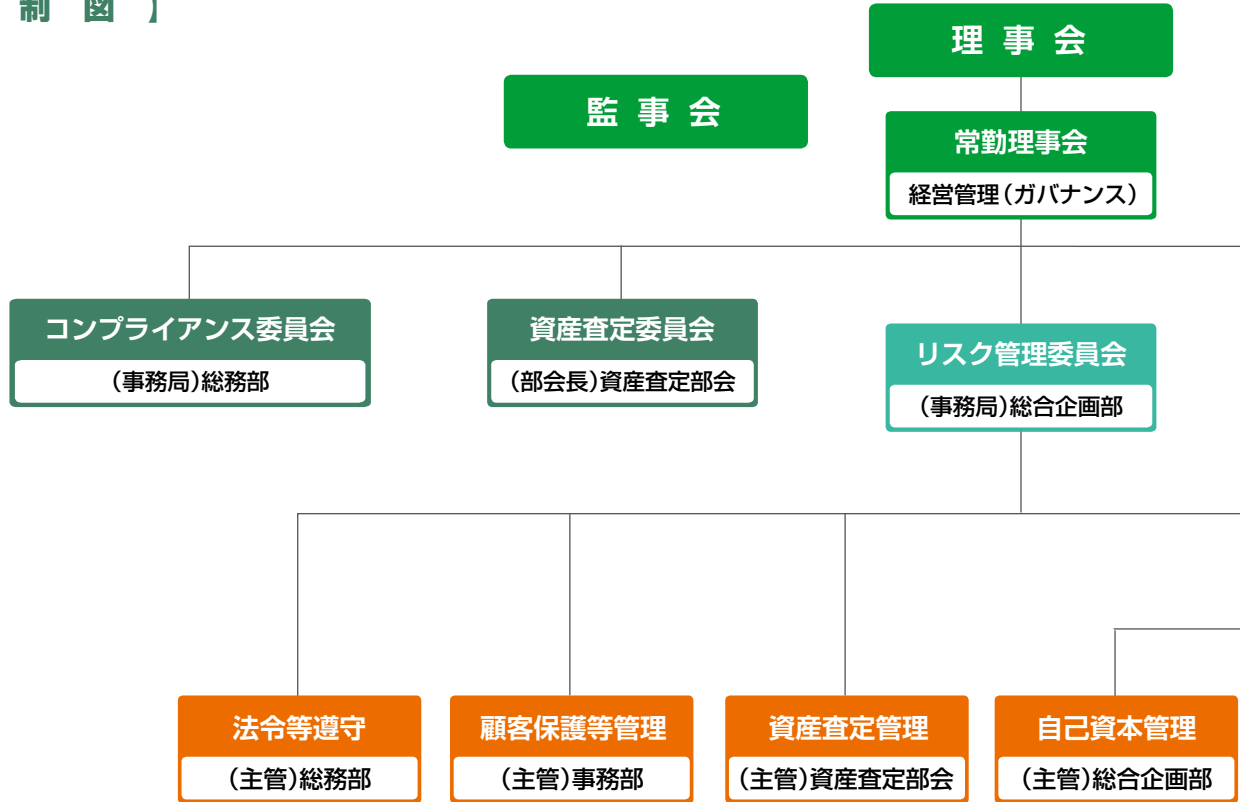 制 図 】
理 事 会
監 事 会
常勤理事会
経営管理(ガバナンス)
コンプライアンス委員会
(事務局)総務部
資産査定委員会
(部会長)資産査定部会
リスク管理委員会
(事務局)総合企画部
法令等遵守
(主管)総務部
顧客保護等管理
(主管)事務部
資産査定管理
(主管)資産査定部会
自己資本管理
(主管)総合企画部